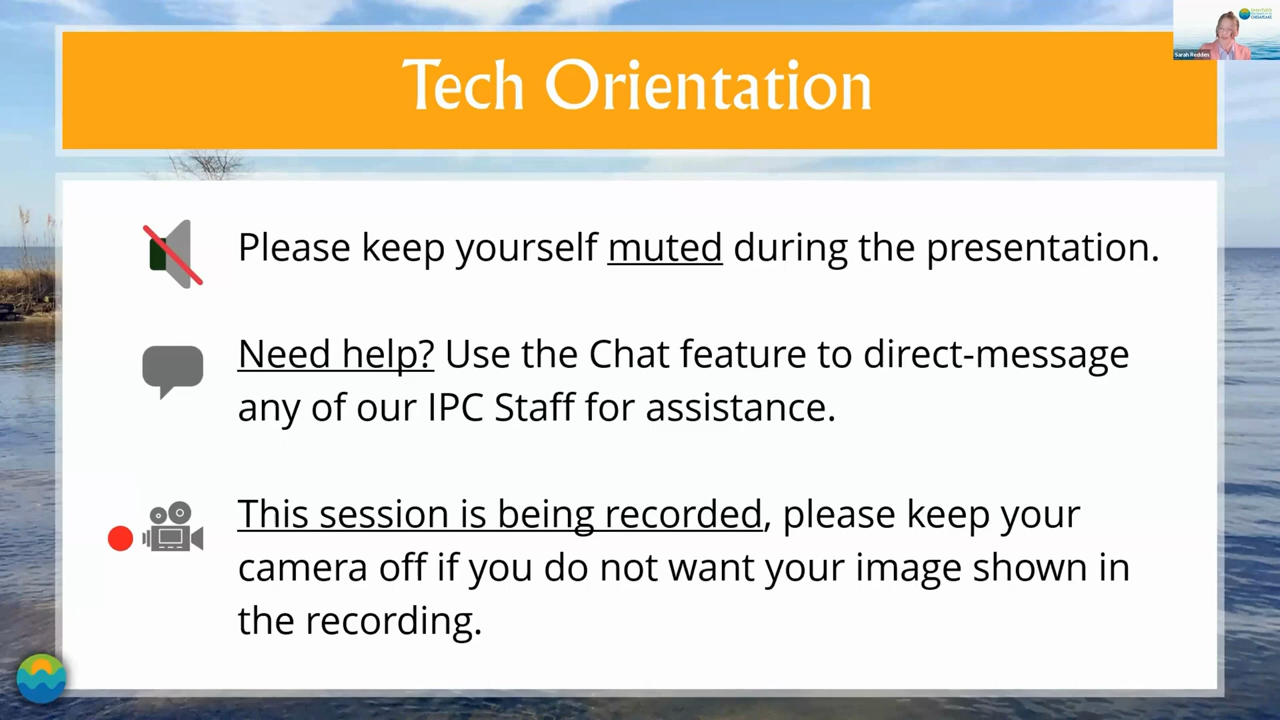 Tech Orientation
Sarah Reddes
Please keep yourself muted during the presentation.
Need help? Use the Chat feature to direct-message
any of our IPC Staff for assistance.
This session is being recorded, please keep your
camera off if you do not want your image shown in
the recording.